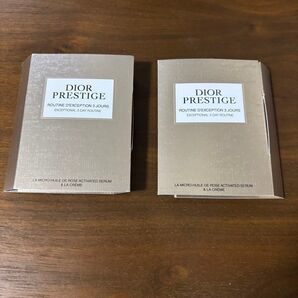 DIOR
PRESTIGE
ROUTINE D'EXCEPTION 3 JOURS
EXCEPTIONAL 3-DAY ROUTINE
LA MICRO-HUILE DE ROSE ACTIVATED SERUM
& LA CRÈME
DIOR
PRESTIGE
ROUTINE D'EXCEPTION 3 JOURS
EXCEPTIONAL 3-DAY ROUTINE
LA MICRO-HUILE DE ROSE ACTIVATED SERUM
& LA CRÈME